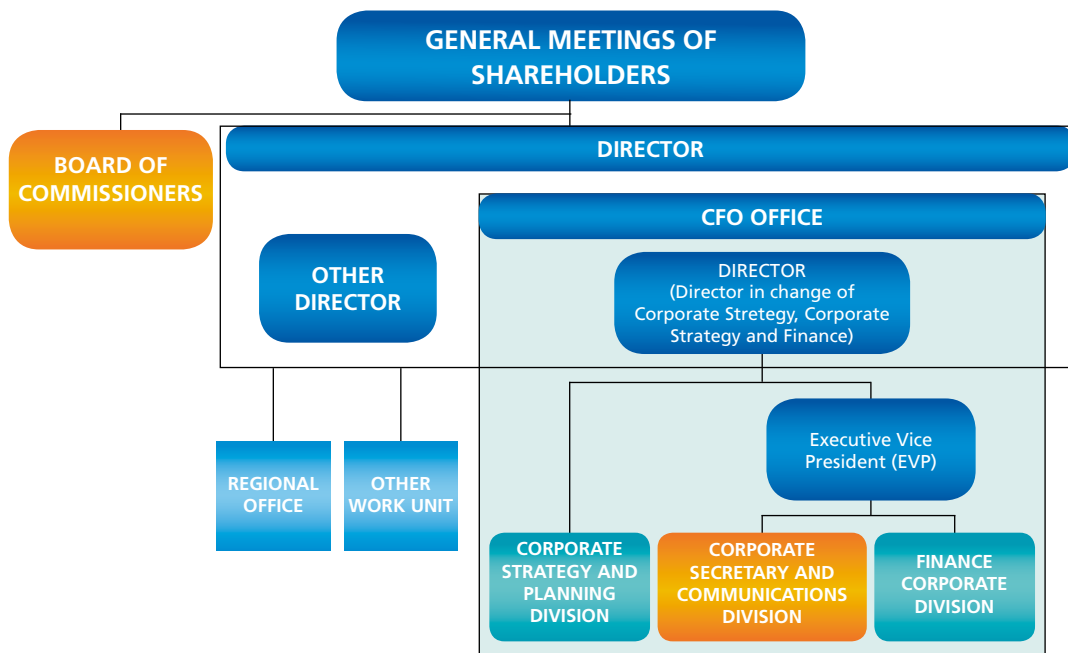 GENERAL MEETINGS OF
SHAREHOLDERS
BOARD OF
COMMISSIONERS
DIRECTOR
CFO OFFICE
OTHER
DIRECTOR
DIRECTOR
(Director in change of
Corporate Stretegy, Corporate
Strategy and Finance)
Executive Vice
President (EVP)
REGIONAL
OFFICE
OTHER
WORK UNIT
CORPORATE
STRATEGY AND
PLANNING
DIVISION
CORPORATE
SECRETARY AND
COMMUNICATIONS
DIVISION
FINANCE
CORPORATE
DIVISION